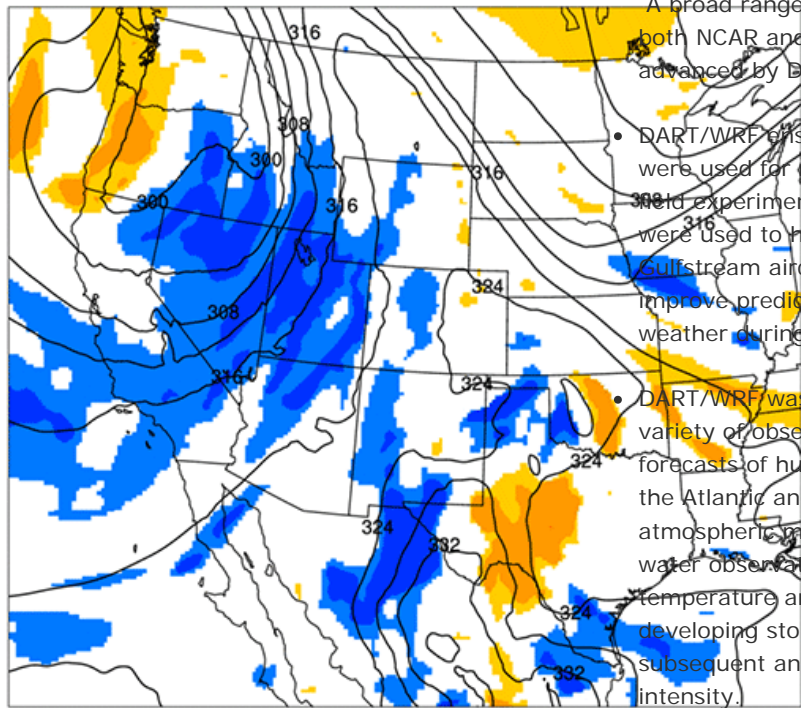 316
308
300
316
300
316
308
316
324
308
316
324
324
324
332
324
332
A broad range
both NCAR and
advanced by D
• DART/WRF ens
were used for
field experimen
were used to h
Gulfstream airc
improve predic
weather during
• DART/WRF was
variety of obse
forecasts of hu
the Atlantic an
atmospheric m
water observat
temperature an
developing sto
subsequent an
intensity.